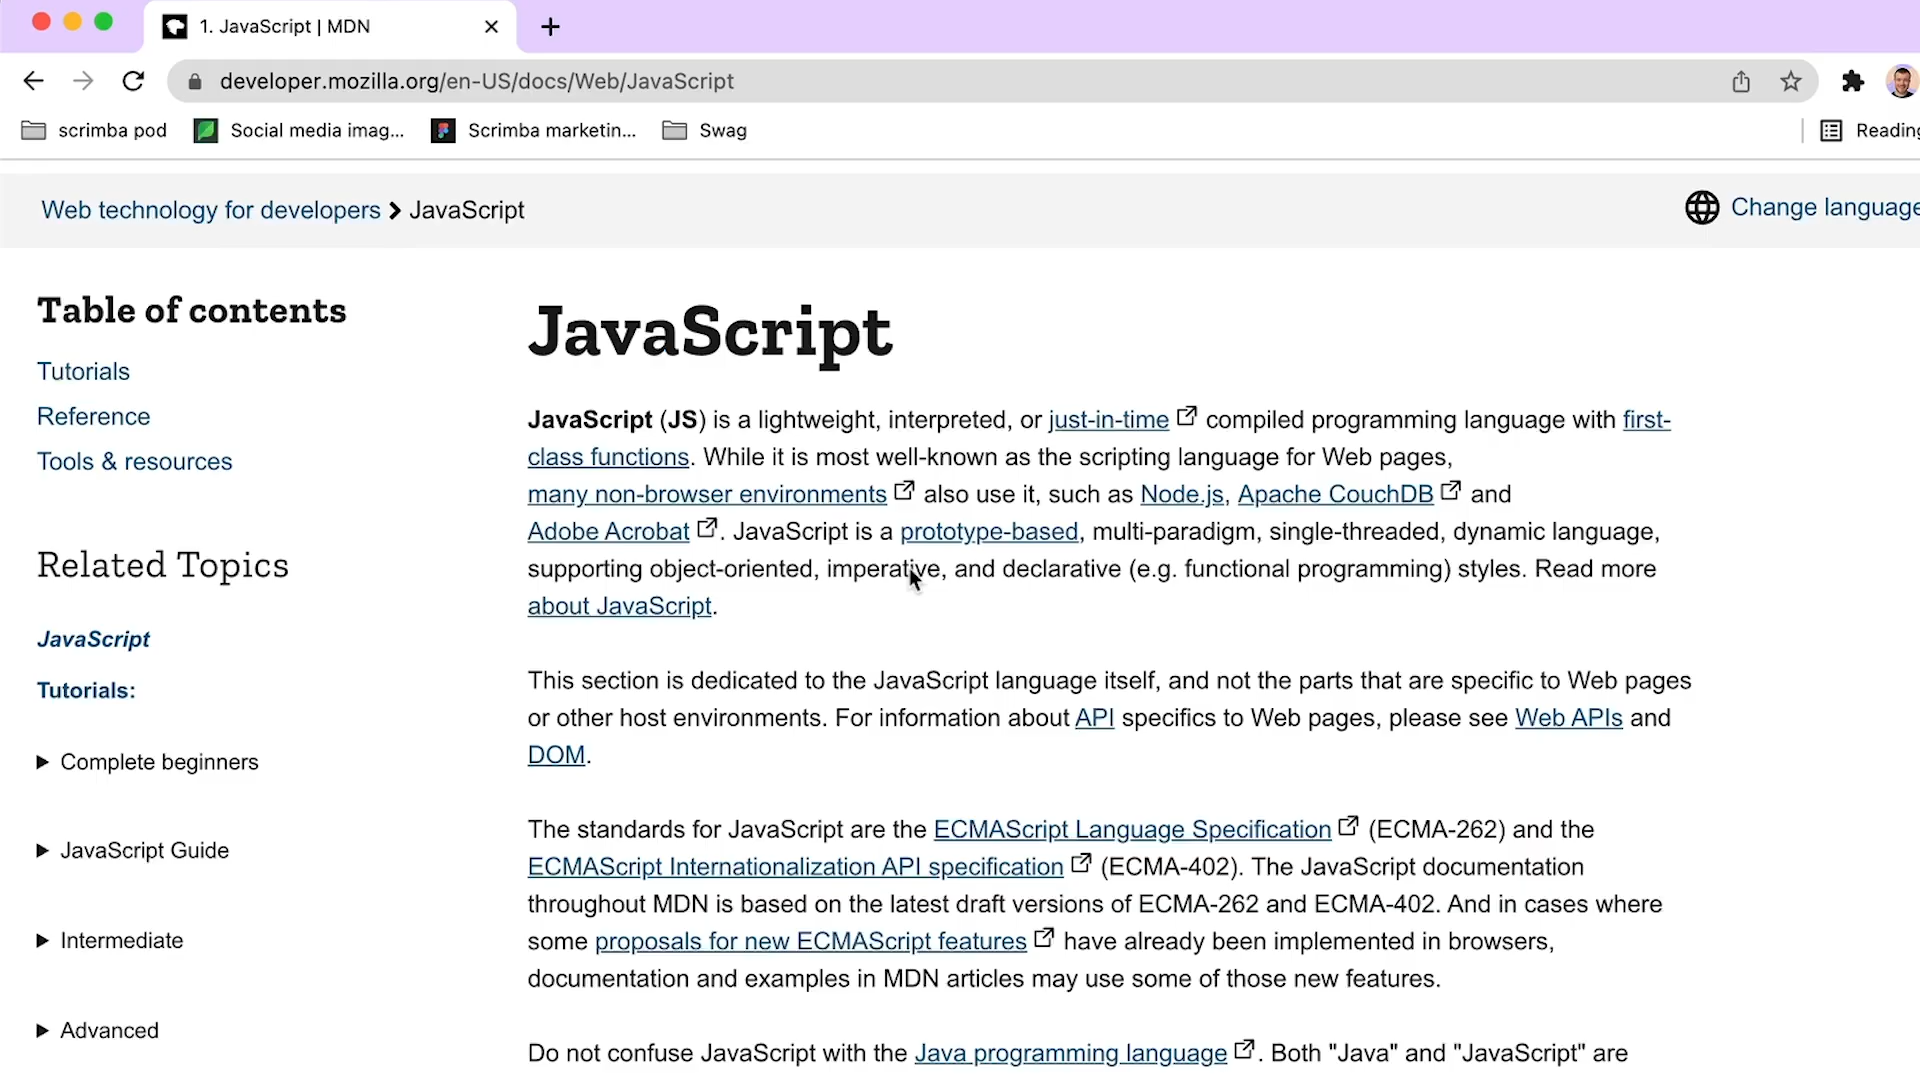 1. JavaScript | MDN
developer.mozilla.org/en-US/docs/Web/JavaScript
scrimba pod
Social media imag...
Scrimba marketin...
Swag
Reading
Web technology for developers
JavaScript
Change language
Table of contents
Tutorials
Reference
Tools & resources
Related Topics
JavaScript
Tutorials:
Complete beginners
JavaScript Guide
Intermediate
Advanced
JavaScript
JavaScript (JS) is a lightweight, interpreted, or just-in-time compiled programming language with first-
class functions. While it is most well-known as the scripting language for Web pages,
many non-browser environments also use it, such as Node.js, Apache CouchDB and
Adobe Acrobat. JavaScript is a prototype-based, multi-paradigm, single-threaded, dynamic language,
supporting object-oriented, imperative, and declarative (e.g. functional programming) styles. Read more
about JavaScript.
This section is dedicated to the JavaScript language itself, and not the parts that are specific to Web pages
or other host environments. For information about API specifics to Web pages, please see Web APIs and
DOM.
The standards for JavaScript are the ECMAScript Language Specification (ECMA-262) and the
ECMAScript Internationalization API specification (ECMA-402). The JavaScript documentation
throughout MDN is based on the latest draft versions of ECMA-262 and ECMA-402. And in cases where
some proposals for new ECMAScript features have already been implemented in browsers,
documentation and examples in MDN articles may use some of those new features.
Do not confuse JavaScript with the Java programming language. Both "Java" and "JavaScript" are